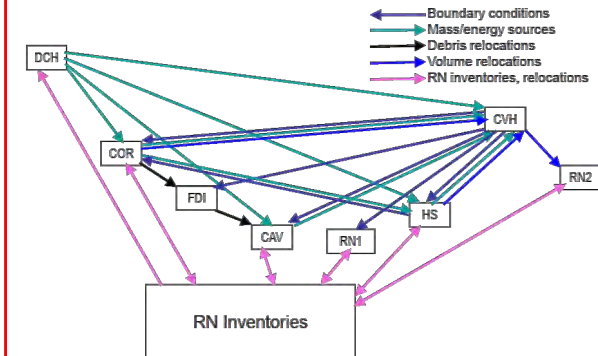 Boundary conditions
Mass/energy sources
Debris relocations
Volume relocations
RN inventories, relocations
DCH
CVH
COR
RN2
FDI
HS
CAV
RN1
RN Inventories